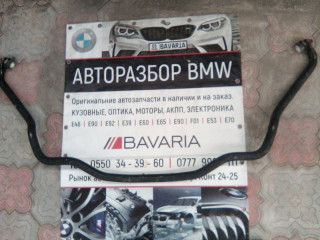 BAVARIA
АВТОРАЗБОР BMW
Оригинальные автозапчасти в наличии и на заказ.
КУЗОВНЫЕ, ОПТИКА, МОТОРЫ, АКПП, ЭЛЕКТРОНИКА
E46 | E90 | E92 | E39 | E60 | E65 | E90 | F01 | E53 | E70
BAVARIA
0550 34-39-60 | 0777
Рынок 24-25